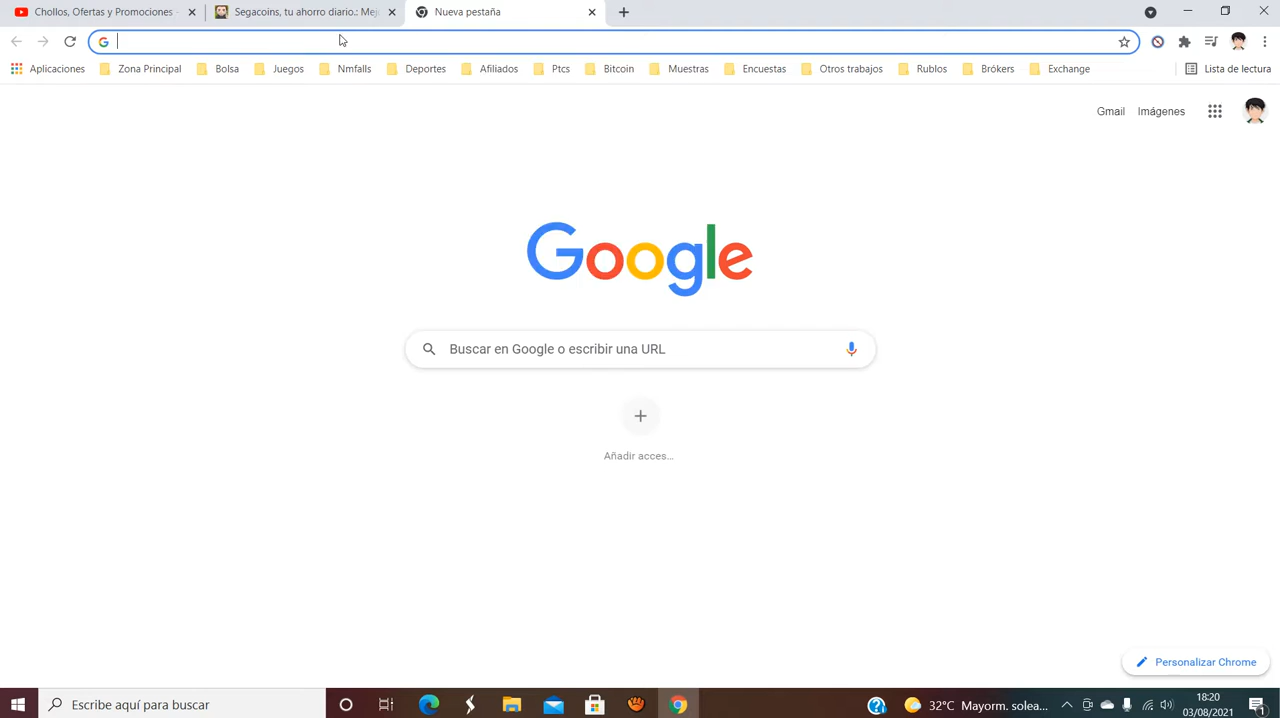 Chollos, Ofertas y Promociones -
Segacoins, tu ahorro diario.: Mej
Nueva pestaña
Aplicaciones Zona Principal Bolsa Juegos Nmfalls Deportes Afiliados Ptcs Bitcoin Muestras Encuestas Otros trabajos Rublos Brókers Exchange Lista de lectura
Gmail Imágenes
Google
Buscar en Google o escribir una URL
Añadir acces...
Personalizar Chrome
Escribe aquí para buscar
32°C Mayorm. solea...
18:20
03/08/2021
1